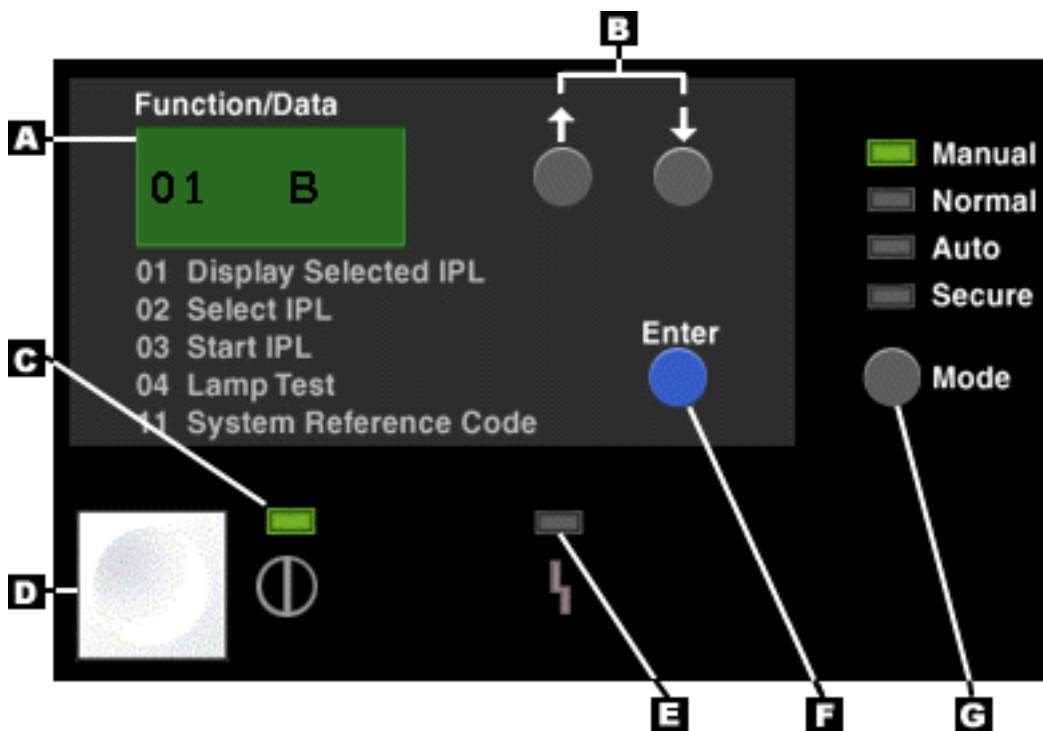 B
Function/Data
A
01 B
Manual
Normal
Auto
Secure
01 Display Selected IPL
02 Select IPL
03 Start IPL
04 Lamp Test
11 System Reference Code
Enter
C
Mode
D
E
F
G